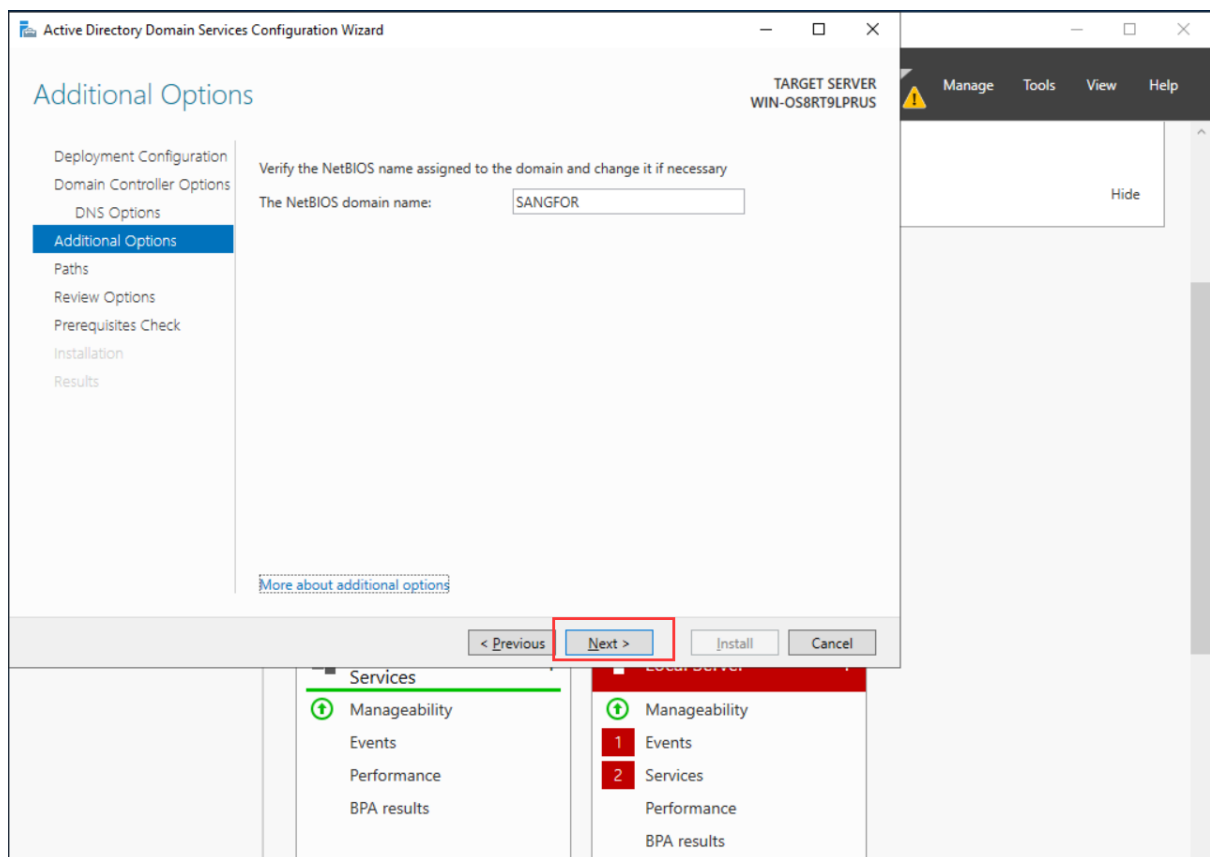 Active Directory Domain Services Configuration Wizard
Additional Options
TARGET SERVER
WIN-OS8RT9LPRUS
Manage Tools View Help
Deployment Configuration
Domain Controller Options
DNS Options
Additional Options
Paths
Review Options
Prerequisites Check
Installation
Results
Verify the NetBIOS name assigned to the domain and change it if necessary
The NetBIOS domain name: SANGFOR
More about additional options
Hide
< Previous Next > Install Cancel
Services
Manageability
Events
Performance
BPA results
Local Server
Manageability
1 Events
2 Services
Performance
BPA results